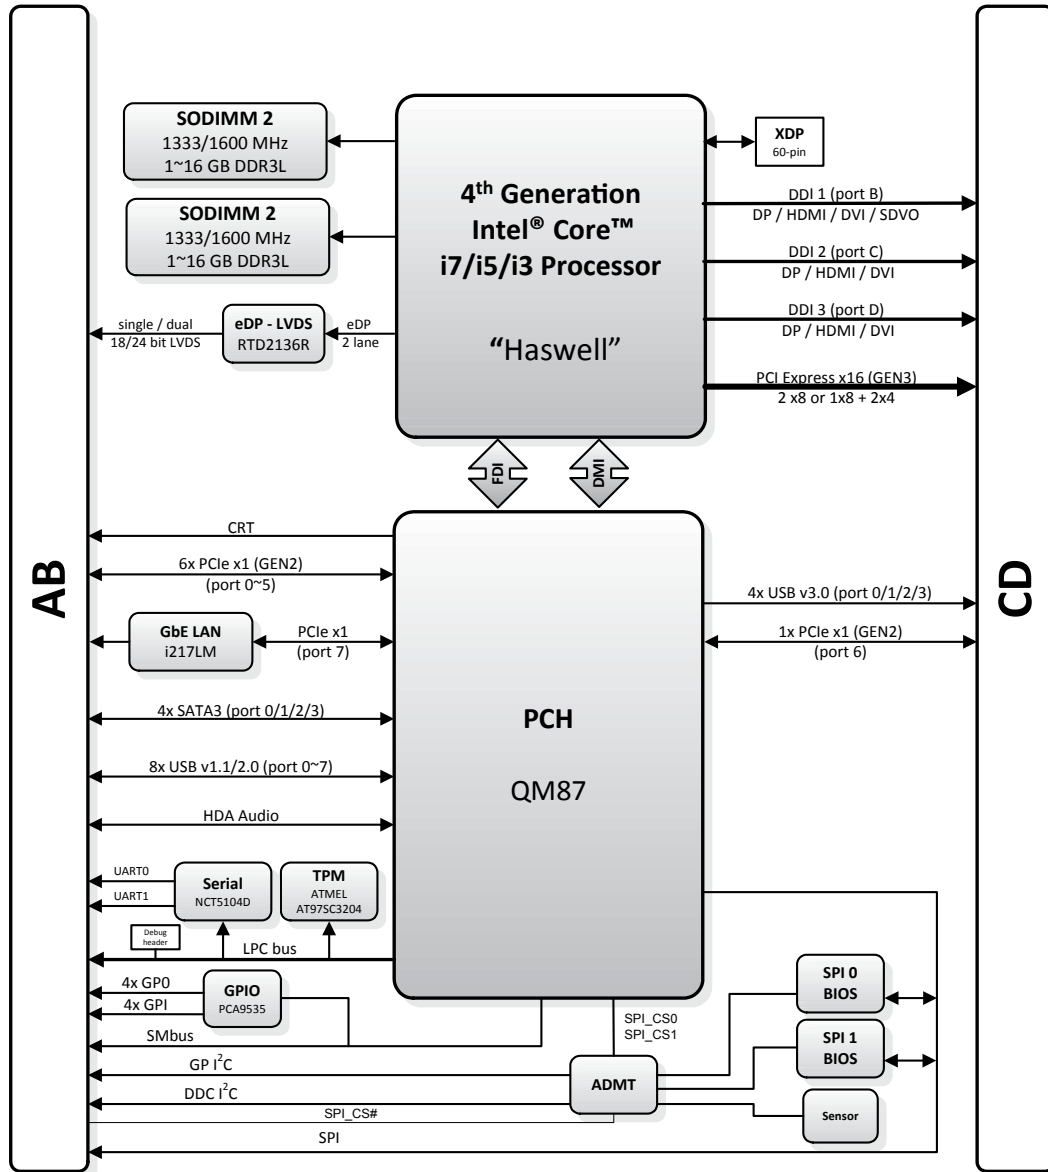 AB
CD
SODIMM 2
1333/1600 MHz
1~16 GB DDR3L
SODIMM 2
1333/1600 MHz
1~16 GB DDR3L
single / dual
18/24 bit LVDS
eDP - LVDS
RTD2136R
eDP
2 lane
4th Generation
Intel® Core™
i7/i5/i3 Processor
“Haswell”
XDP
60-pin
DDI 1 (port B)
DP / HMDI / DVI / SDVO
DDI 2 (port C)
DP / HMDI / DVI
DDI 3 (port D)
DP / HMDI / DVI
PCI Express x16 (GEN3)
2 x8 or 1x8 + 2x4
FDI
DMI
CRT
6x PCIe x1 (GEN2)
(port 0~5)
GbE LAN
i217LM
PCIe x1
(port 7)
4x SATA3 (port 0/1/2/3)
8x USB v1.1/2.0 (port 0~7)
HDA Audio
PCH
QM87
4x USB v3.0 (port 0/1/2/3)
1x PCIe x1 (GEN2)
(port 6)
UART0
UART1
Serial
NCT5104D
TPM
ATMEL
AT97SC3204
Debug
header
LPC bus
4x GP0
4x GPI
GPIO
PCA9535
SMbus
GP I²C
DDC I²C
SPI_CS#
SPI
SPI_CS0
SPI_CS1
ADMT
SPI 0
BIOS
SPI 1
BIOS
Sensor